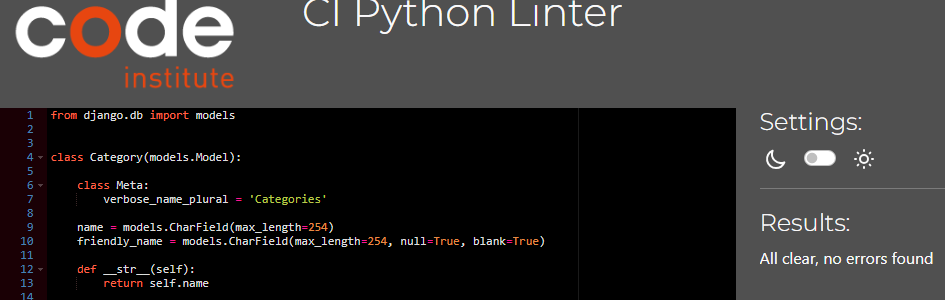 code
institute
CI Python Linter
1 from django.db import models
2
3
4 class Category(models.Model):
5
6     class Meta:
7         verbose_name_plural = 'Categories'
8
9     name = models.CharField(max_length=254)
10     friendly_name = models.CharField(max_length=254, null=True, blank=True)
11
12     def __str__(self):
13         return self.name
14
Settings:
Results:
All clear, no errors found